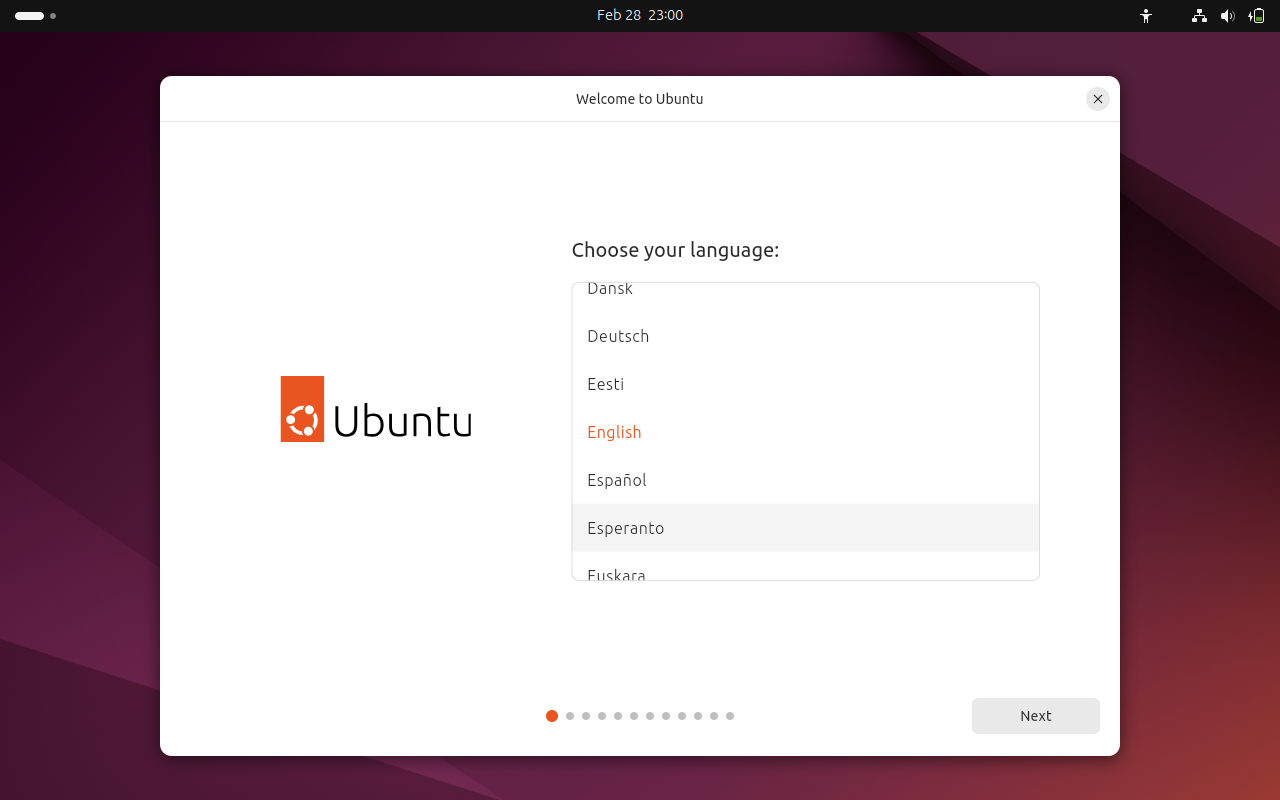 Feb 28 23:00
Welcome to Ubuntu
Choose your language:
Dansk
Deutsch
Eesti
English
Español
Esperanto
Euskara
Ubuntu
Next